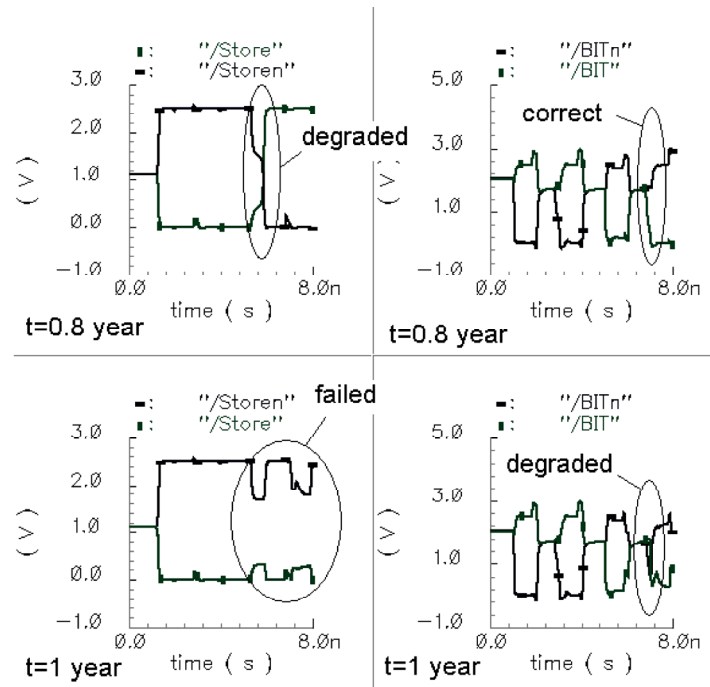 "/Store"
"/Storen"
3.0
2.0
1.0
0.0
-1.0
( V )
degraded
0.0
8.0n
time ( s )
t=0.8 year
"/BITn"
"/BIT"
5.0
3.0
1.0
-1.0
( V )
correct
0.0
8.0n
time ( s )
t=0.8 year
failed
"/Storen"
"/Store"
3.0
2.0
1.0
0.0
-1.0
( V )
0.0
8.0n
time ( s )
t=1 year
"/BITn"
"/BIT"
5.0
3.0
1.0
-1.0
( V )
degraded
0.0
8.0n
time ( s )
t=1 year